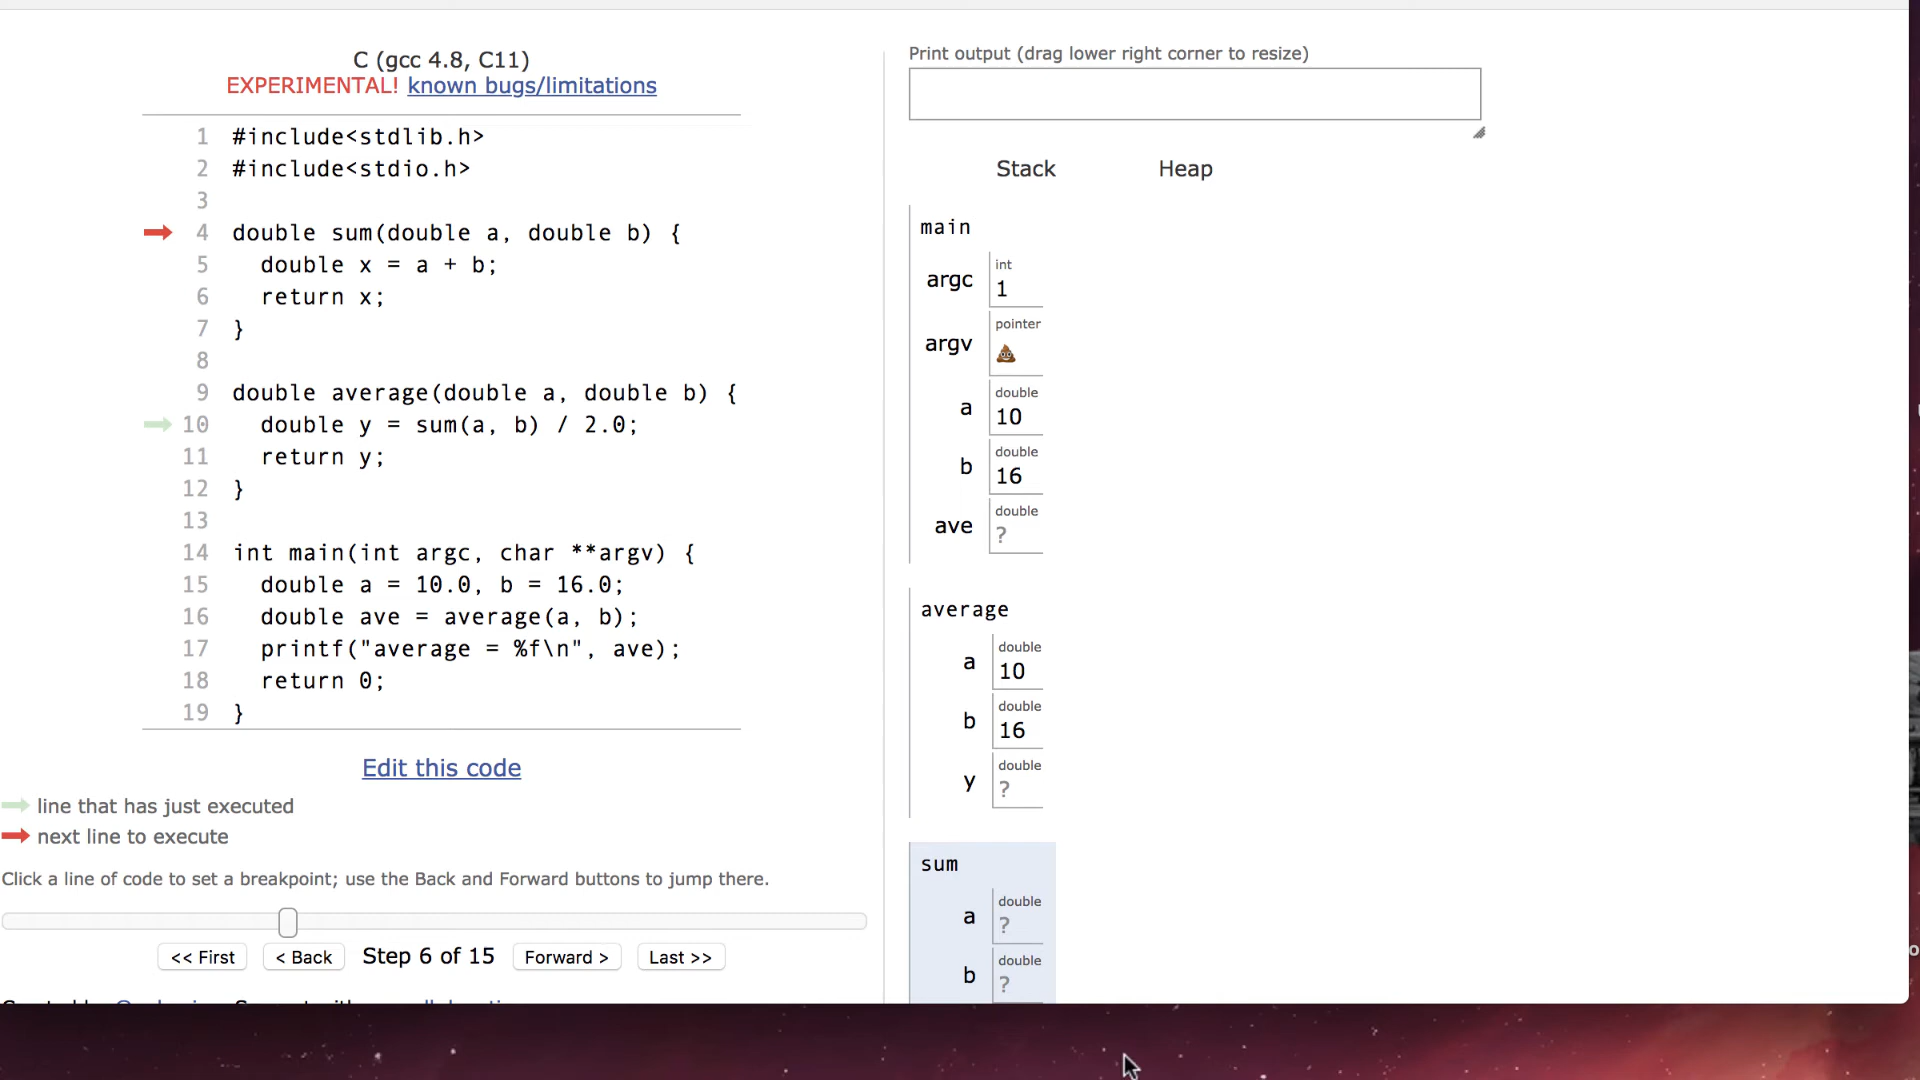 C (gcc 4.8, C11)
EXPERIMENTAL! known bugs/limitations
1 #include<stdlib.h>
2 #include<stdio.h>
3
4 double sum(double a, double b) {
5 double x = a + b;
6 return x;
7 }
8
9 double average(double a, double b) {
10 double y = sum(a, b) / 2.0;
11 return y;
12 }
13
14 int main(int argc, char **argv) {
15 double a = 10.0, b = 16.0;
16 double ave = average(a, b);
17 printf("average = %f\n", ave);
18 return 0;
19 }
Edit this code
line that has just executed
next line to execute
Click a line of code to set a breakpoint; use the Back and Forward buttons to jump there.
<< First < Back Step 6 of 15 Forward > Last >>
Print output (drag lower right corner to resize)
Stack Heap
main
int
argc 1
pointer
argv 💩
double
a 10
double
b 16
double
ave ?
average
double
a 10
double
b 16
double
y ?
sum
double
a ?
double
b ?